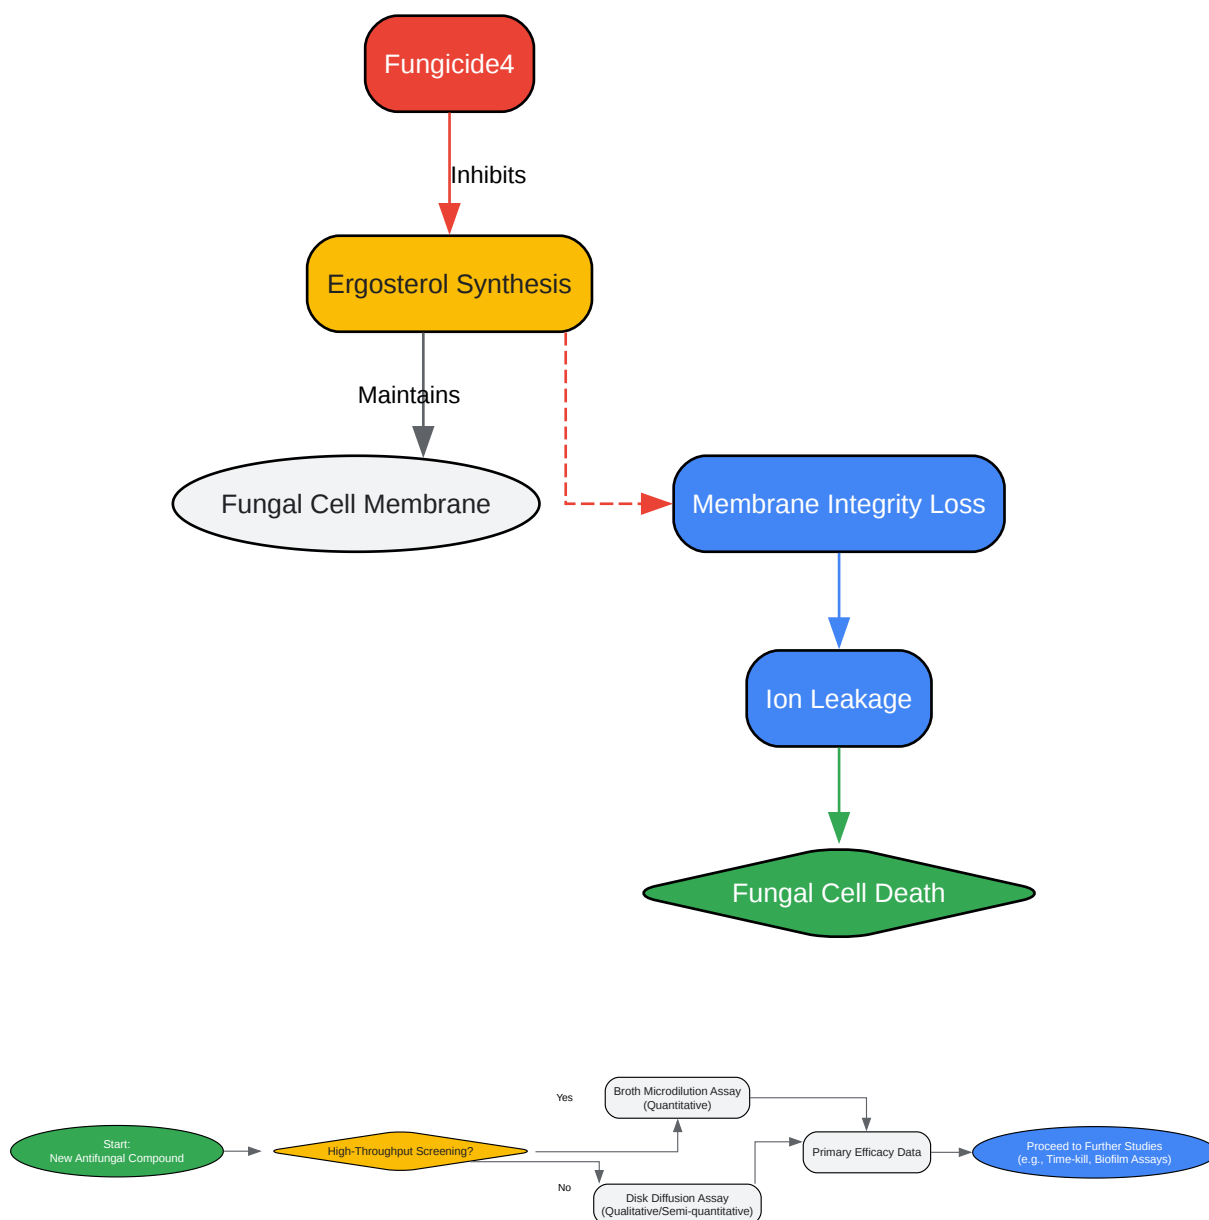 Fungicide4
Inhibits
Ergosterol Synthesis
Maintains
Fungal Cell Membrane
Membrane Integrity Loss
Ion Leakage
Fungal Cell Death
Start:
New Antifungal Compound
High-Throughput Screening?
Yes
Broth Microdilution Assay
(Quantitative)
No
Disk Diffusion Assay
(Qualitative/Semi-quantitative)
Primary Efficacy Data
Proceed to Further Studies
(e.g., Time-kill, Biofilm Assays)